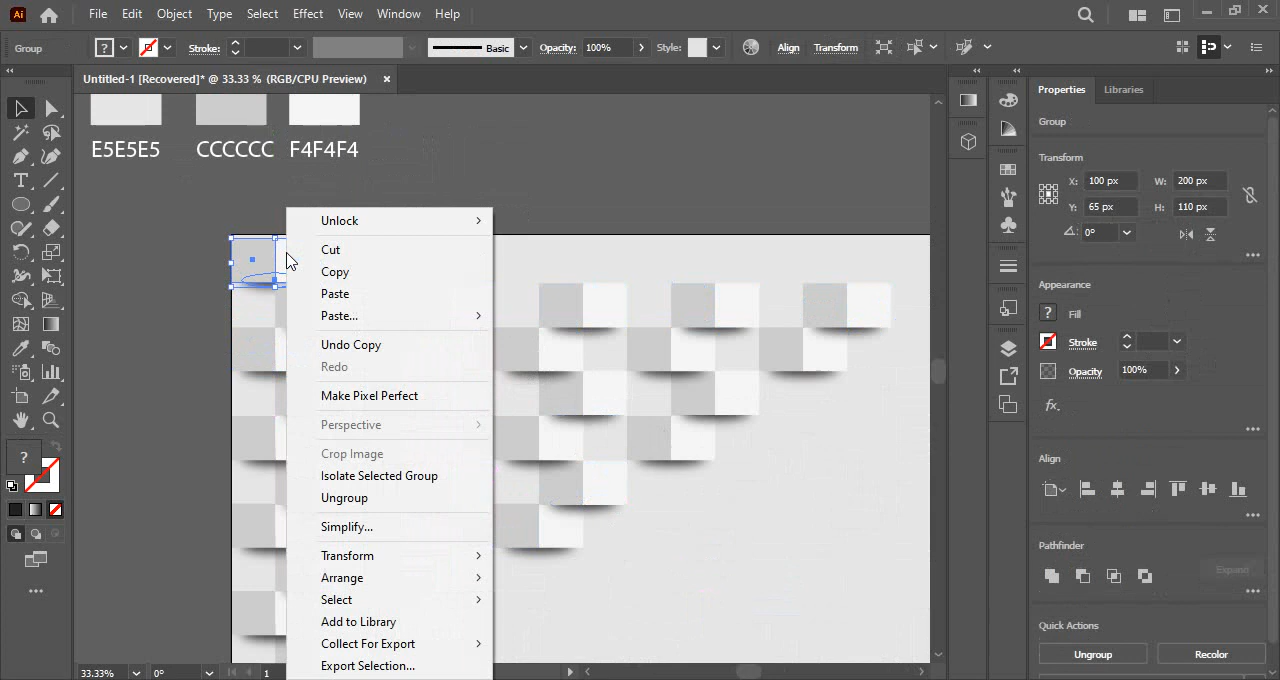 Ai File Edit Object Type Select Effect View Window Help
Group ? Stroke: Basic Opacity: 100% Style: Align Transform
Untitled-1 [Recovered]* @ 33.33 % (RGB/CPU Preview) ×
E5E5E5 CCCCCC F4F4F4
Unlock
Cut
Copy
Paste
Paste...
Undo Copy
Redo
Make Pixel Perfect
Perspective
Crop Image
Isolate Selected Group
Ungroup
Simplify...
Transform
Arrange
Select
Add to Library
Collect For Export
Export Selection...
?
33.33% 0° 1
Properties Libraries
Group
Transform
X: 100 px W: 200 px
Y: 65 px H: 110 px
0°
Appearance
? Fill
Stroke
Opacity 100%
fx.
Align
Pathfinder
Expand
Quick Actions
Ungroup Recolor